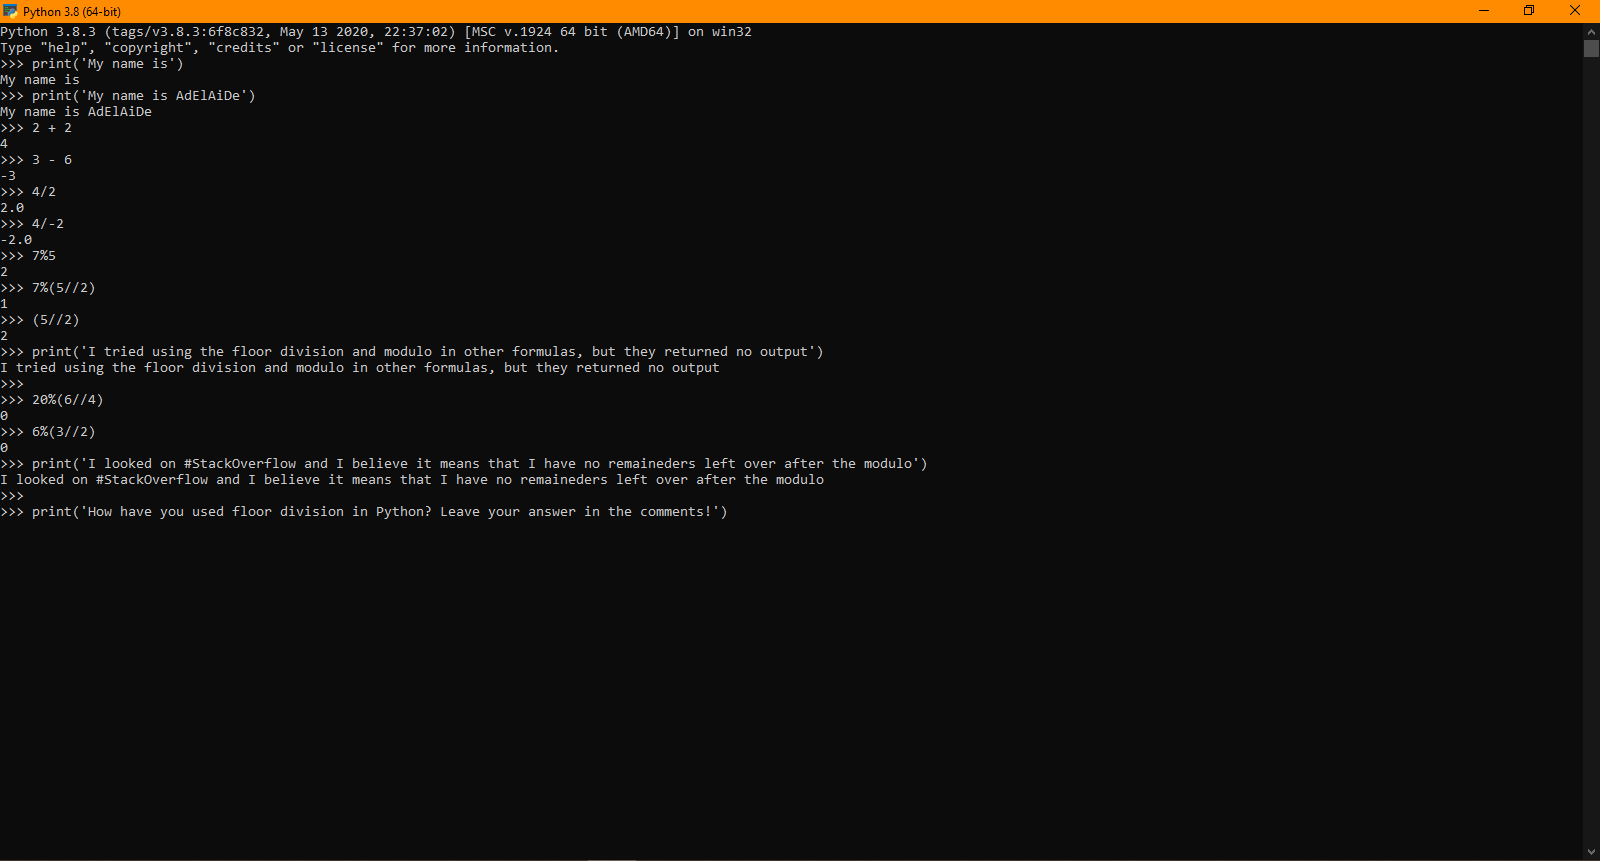 Python 3.8 (64-bit)
Python 3.8.3 (tags/v3.8.3:6f8c832, May 13 2020, 22:37:02) [MSC v.1924 64 bit (AMD64)] on win32
Type "help", "copyright", "credits" or "license" for more information.
>>> print('My name is')
My name is
>>> print('My name is AdElAiDe')
My name is AdElAiDe
>>> 2 + 2
4
>>> 3 - 6
-3
>>> 4/2
2.0
>>> 4/-2
-2.0
>>> 7%5
2
>>> 7%(5//2)
1
>>> (5//2)
2
>>> print('I tried using the floor division and modulo in other formulas, but they returned no output')
I tried using the floor division and modulo in other formulas, but they returned no output
>>>
>>> 20%(6//4)
0
>>> 6%(3//2)
0
>>> print('I looked on #StackOverflow and I believe it means that I have no remaineders left over after the modulo')
I looked on #StackOverflow and I believe it means that I have no remaineders left over after the modulo
>>>
>>> print('How have you used floor division in Python? Leave your answer in the comments!')